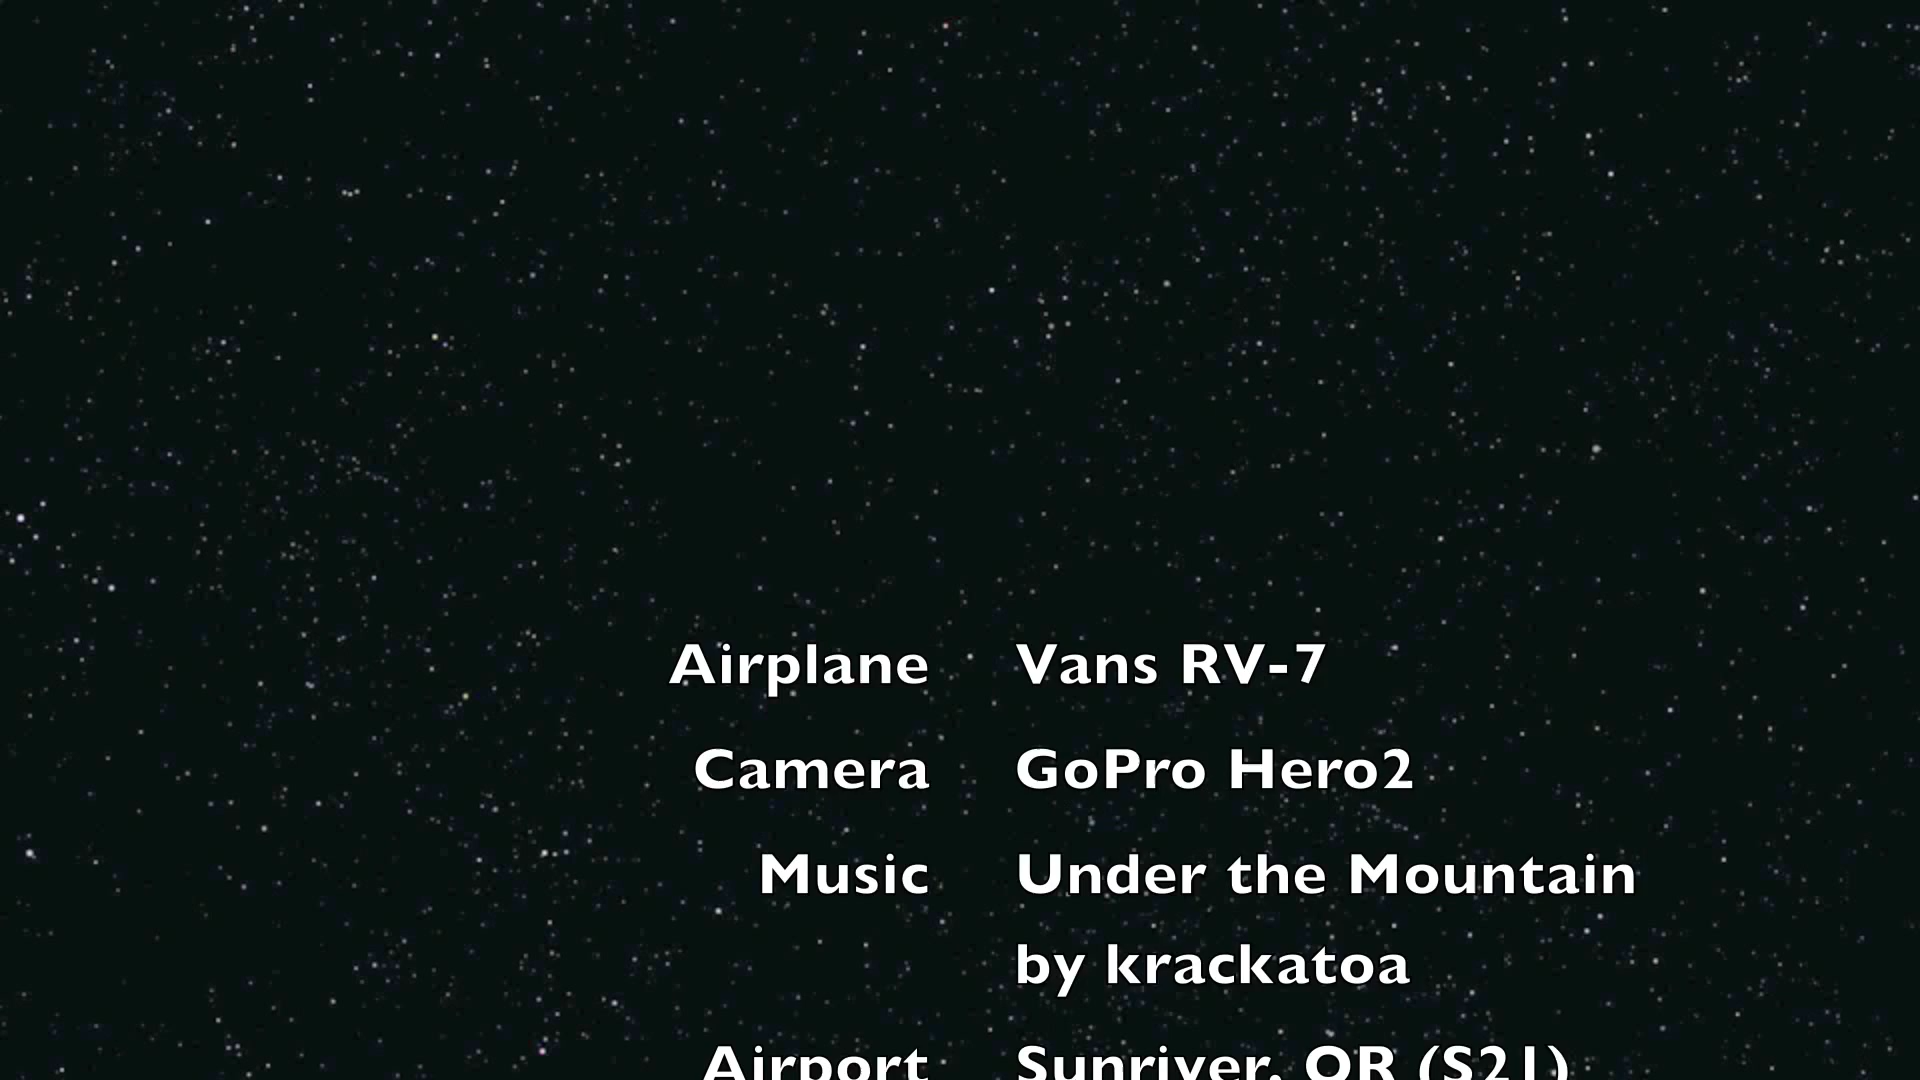 Airplane Vans RV-7
Camera GoPro Hero2
Music Under the Mountain
by krackatoa
Airport Sunriver, OR (S21)